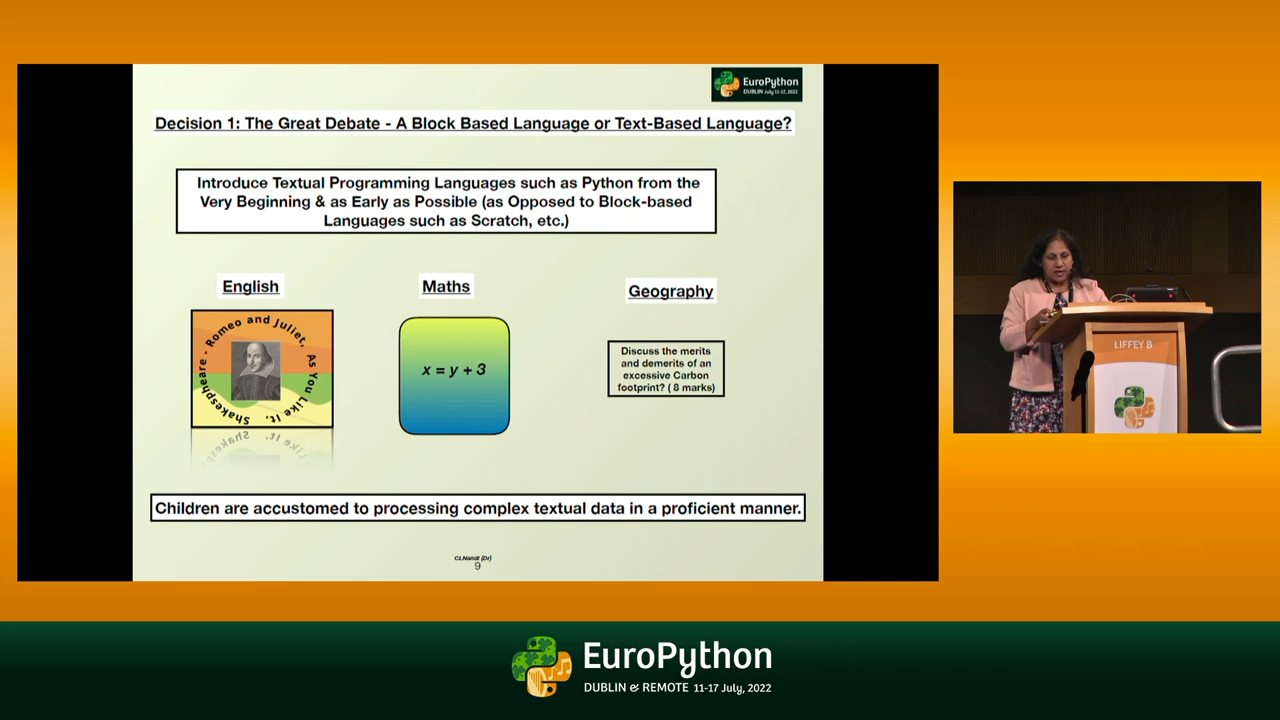 EuroPython
DUBLIN July 11-17, 2022
Decision 1: The Great Debate - A Block Based Language or Text-Based Language?
Introduce Textual Programming Languages such as Python from the
Very Beginning & as Early as Possible (as Opposed to Block-based
Languages such as Scratch, etc.)
English
Maths
Geography
Shakespheare - Romeo and Juliet, As You Like It,
x = y + 3
Discuss the merits
and demerits of an
excessive Carbon
footprint? ( 8 marks)
Children are accustomed to processing complex textual data in a proficient manner.
CLNandi (Dr)
9
LIFFEY B
EuroPython
DUBLIN & REMOTE 11-17 July, 2022